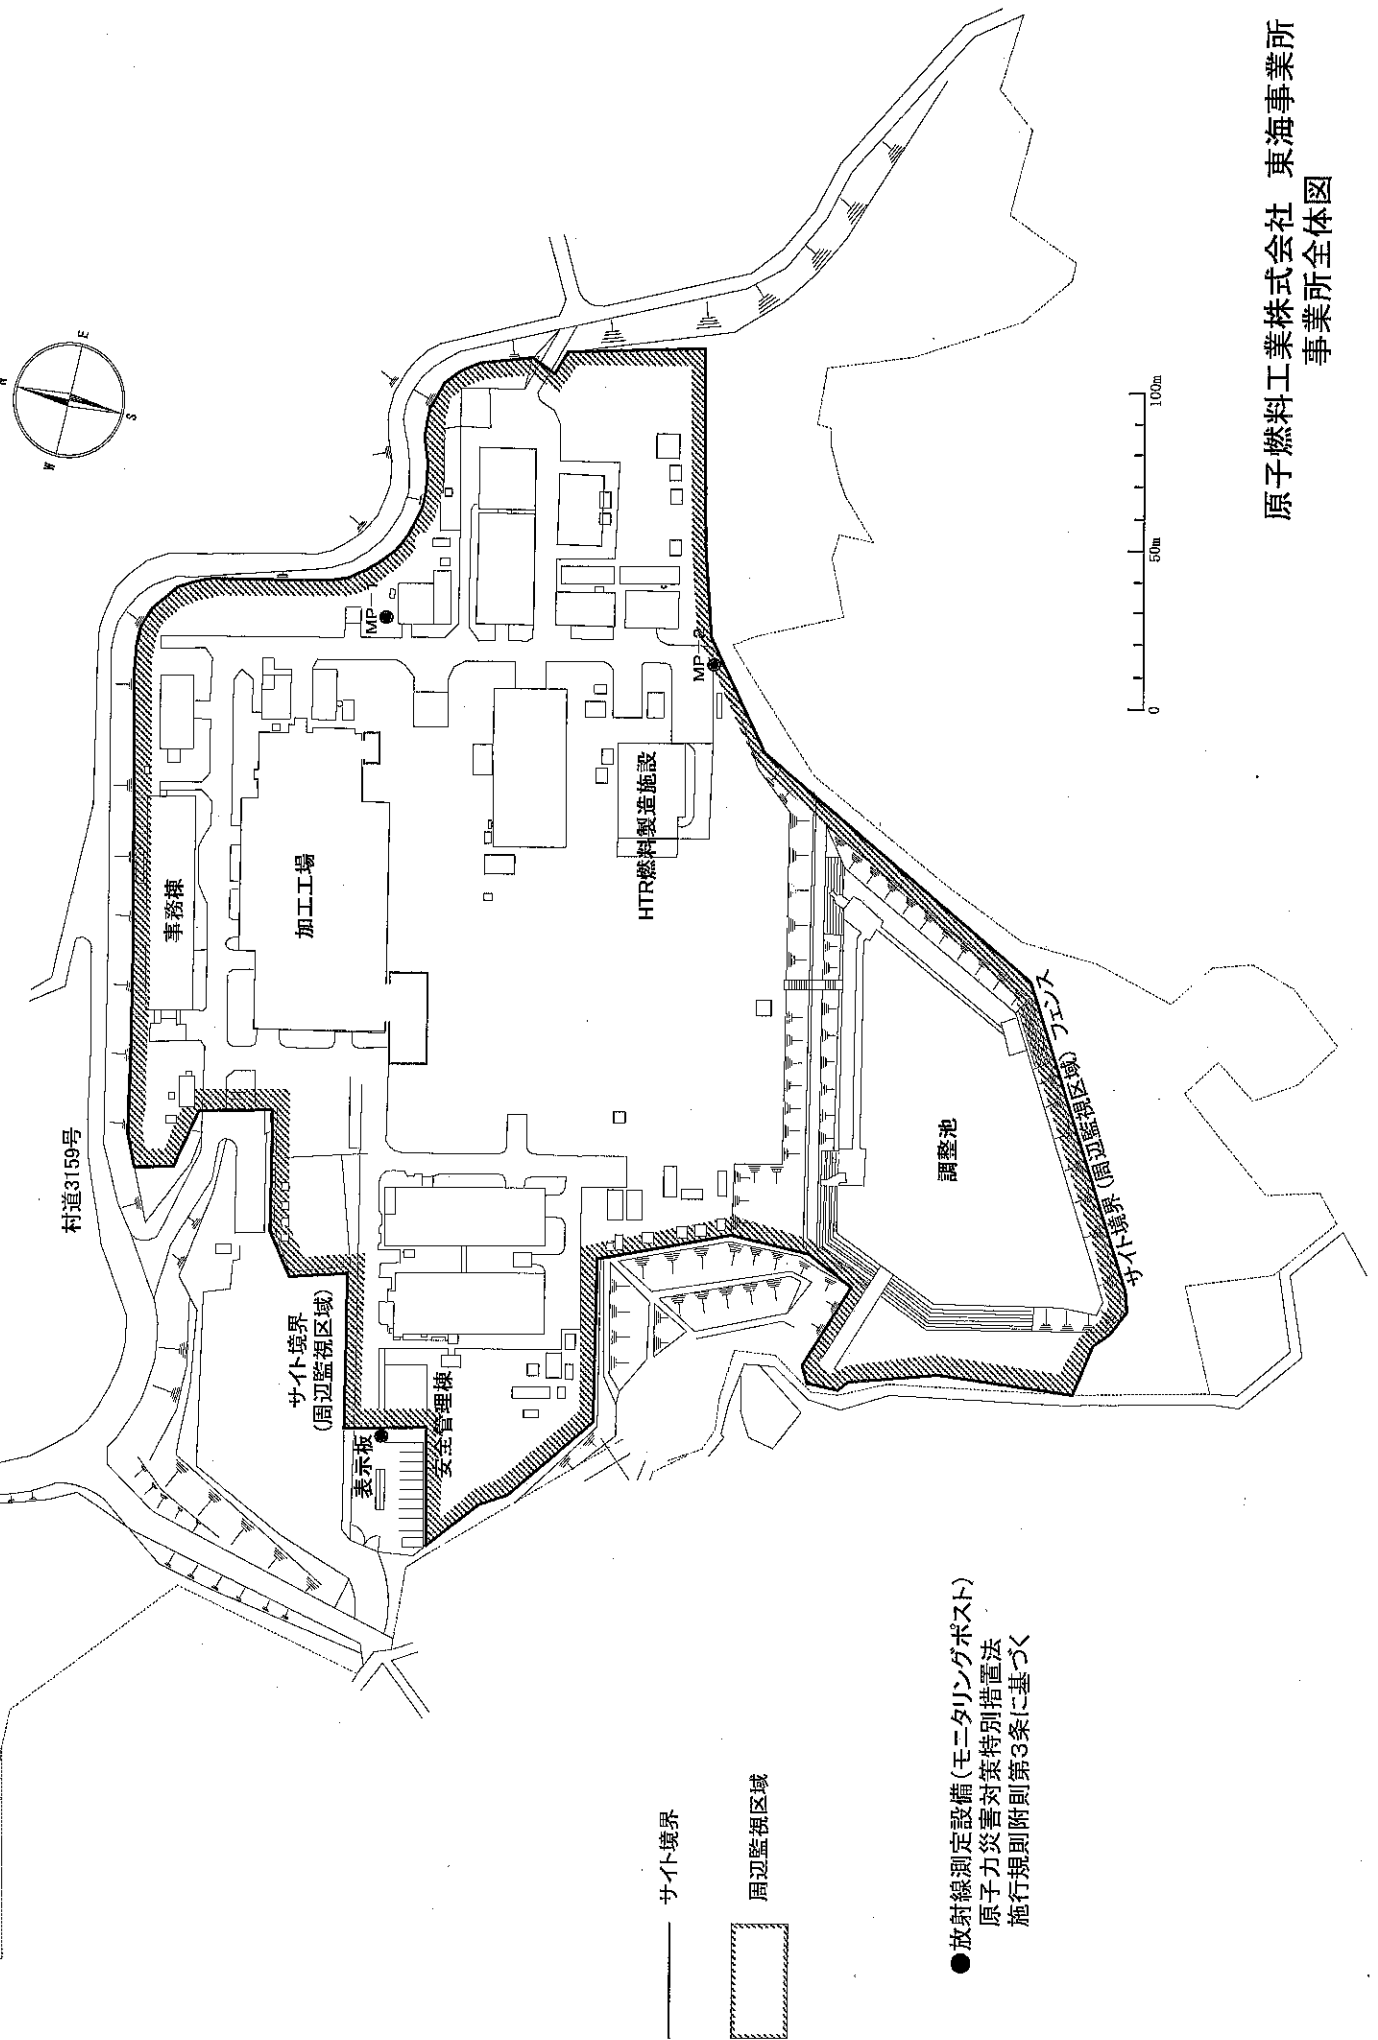 N
E
S
W
村道3159号
事務棟
加工工場
MP-1
MP-2
HTR燃料製造施設
サイト境界
(周辺監視区域)
表示板
安全管理棟
調整池
サイト境界(周辺監視区域) フェンス
0
50m
100m
サイト境界
周辺監視区域
●放射線測定設備(モニタリングポスト)
原子力災害対策特別措置法
施行規則附則第3条に基づく
原子燃料工業株式会社 東海事業所
事業所全体図